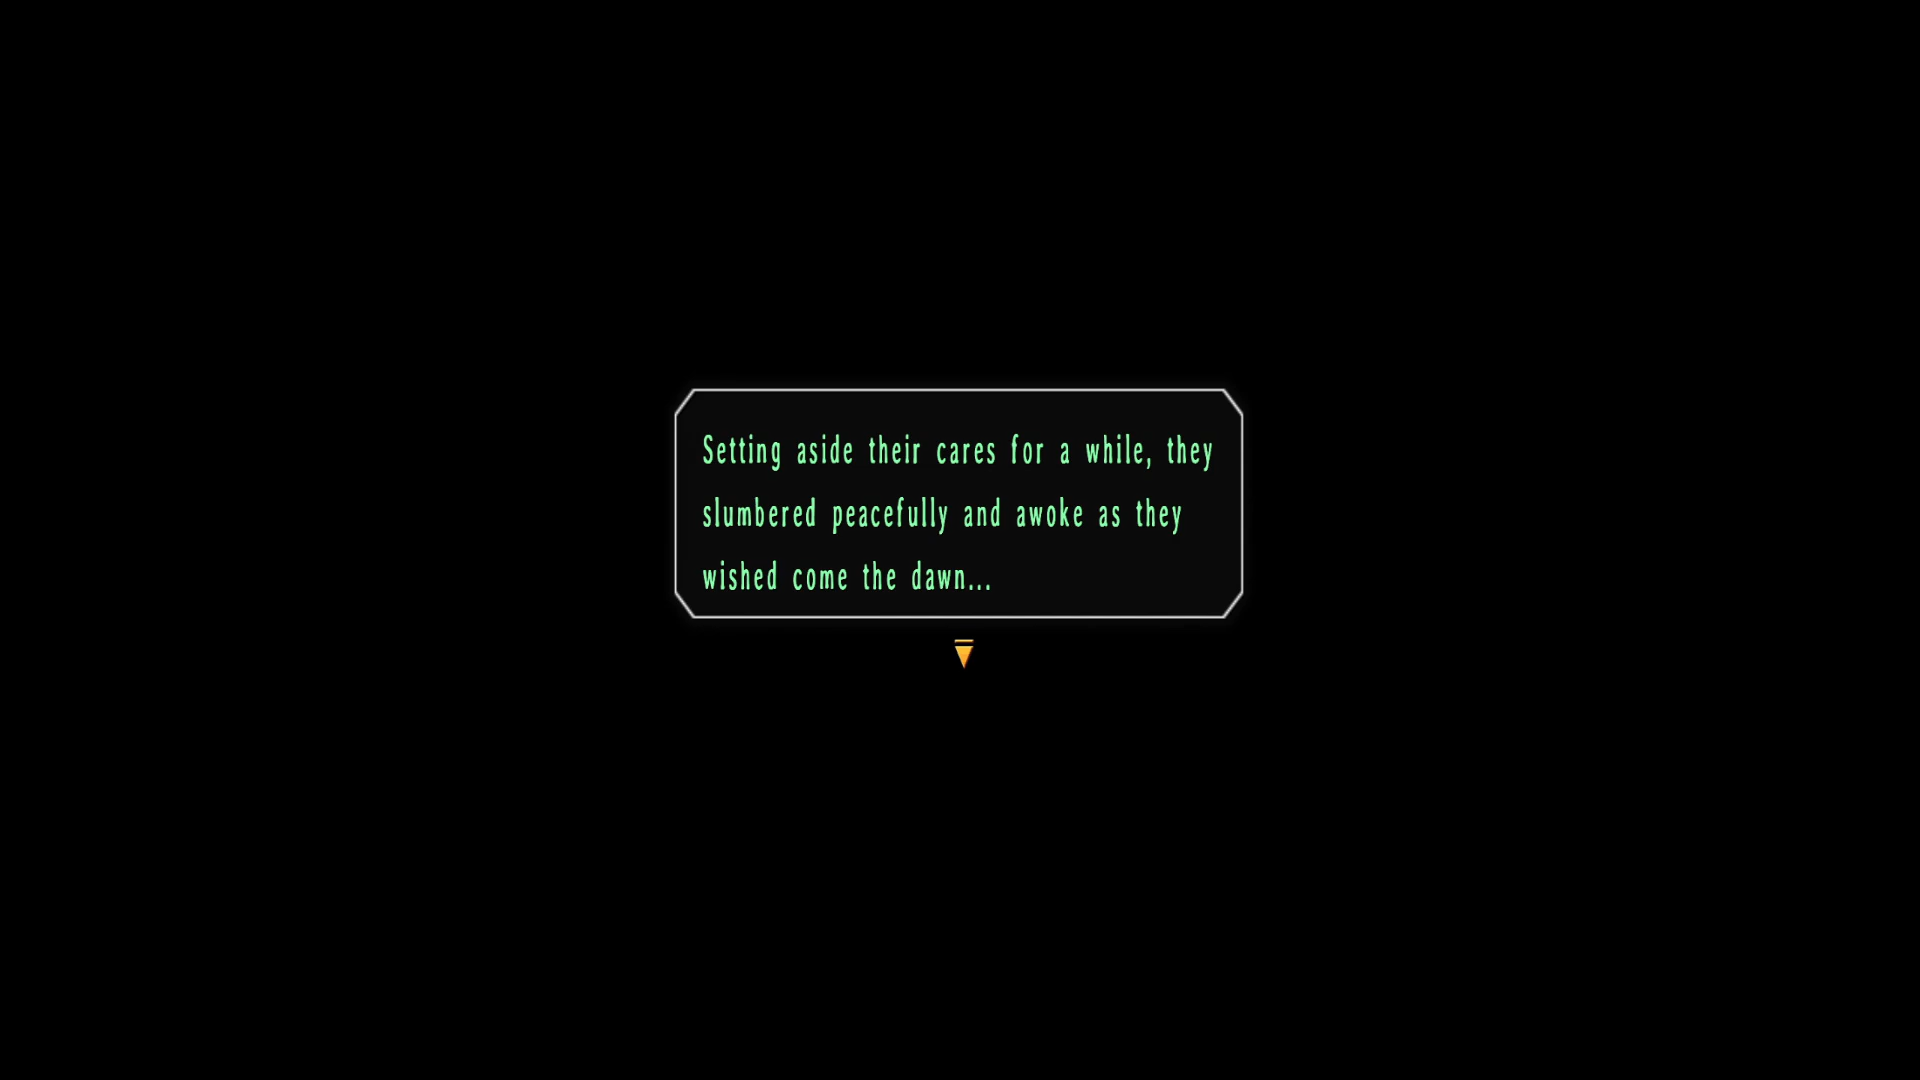 Setting aside their cares for a while, they
slumbered peacefully and awoke as they
wished come the dawn...